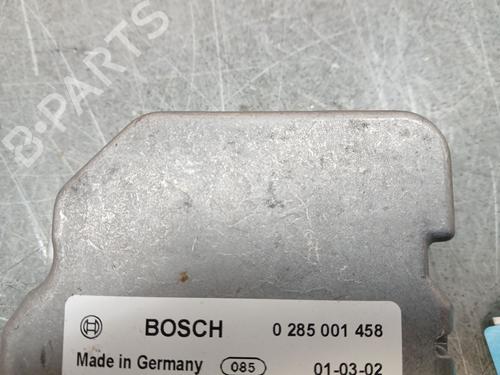 B-PARTS
BOSCH 0 285 001 458
Made in Germany 085 01-03-02